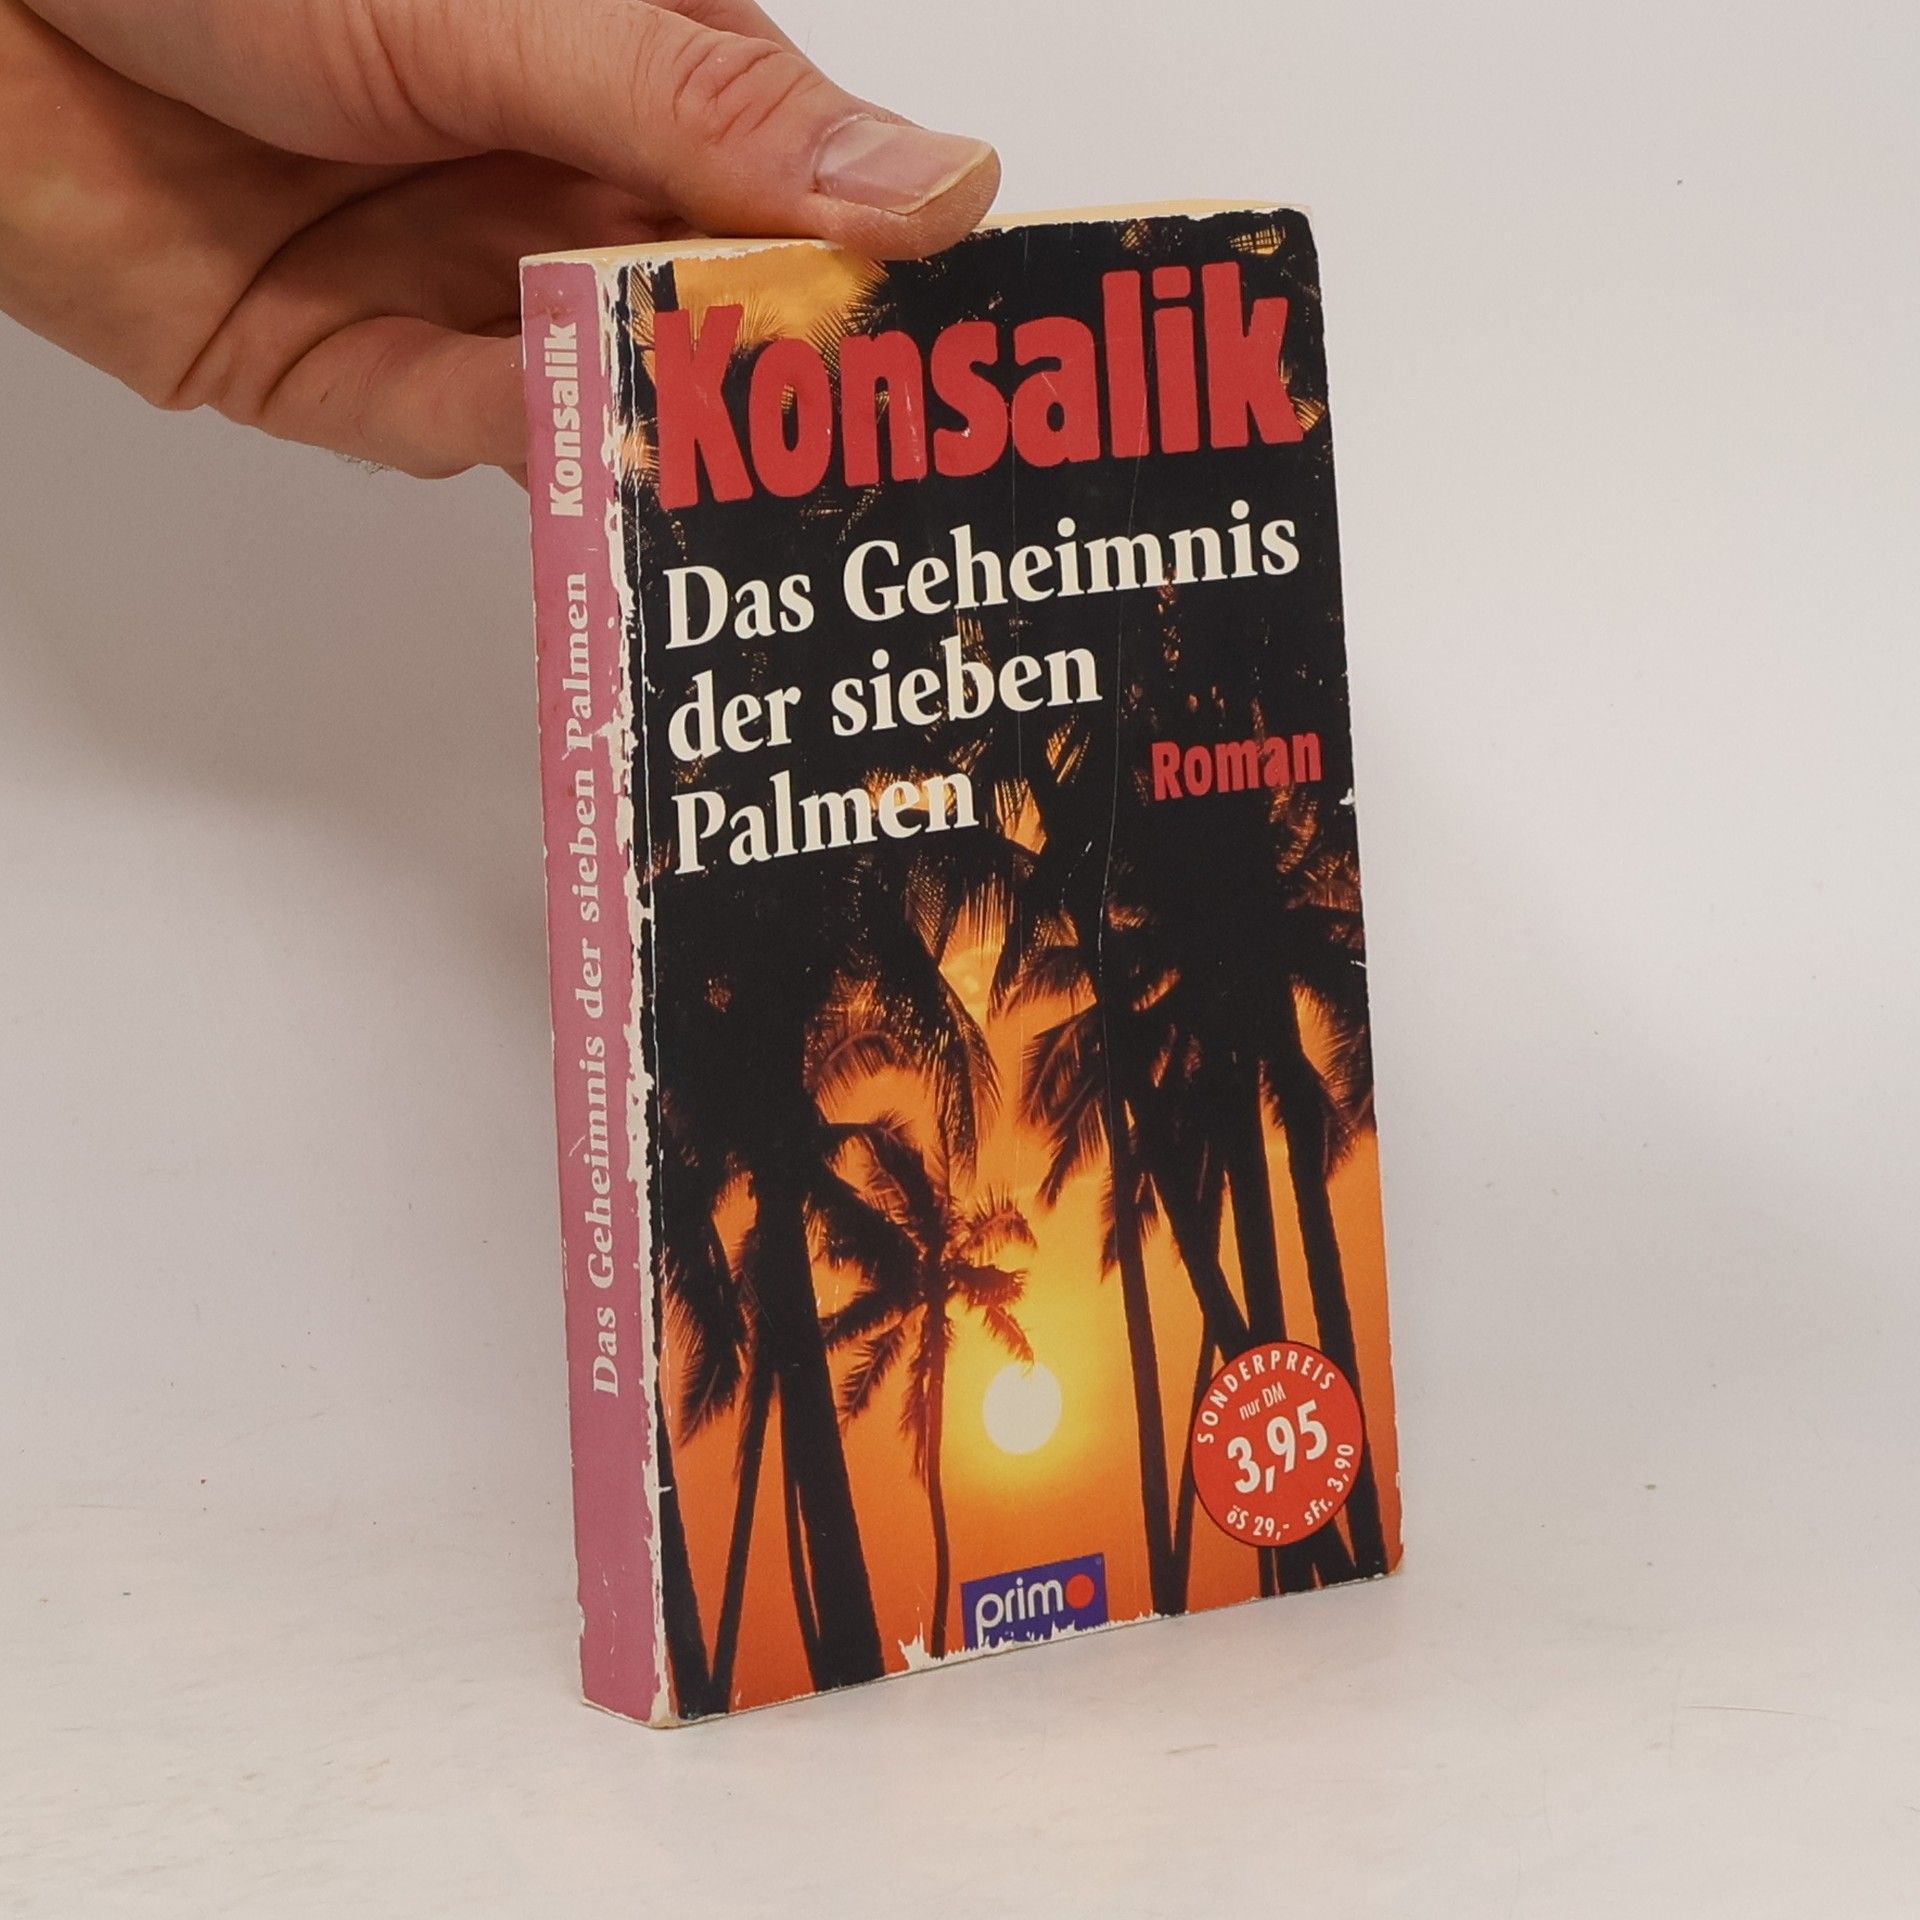 Konsalik
Das Geheimnis
der sieben
Palmen
Roman
SONDERPREIS
nur DM
3,95
öS 29,- sFr. 3,90
primo
Das Geheimnis der sieben Palmen Konsalik